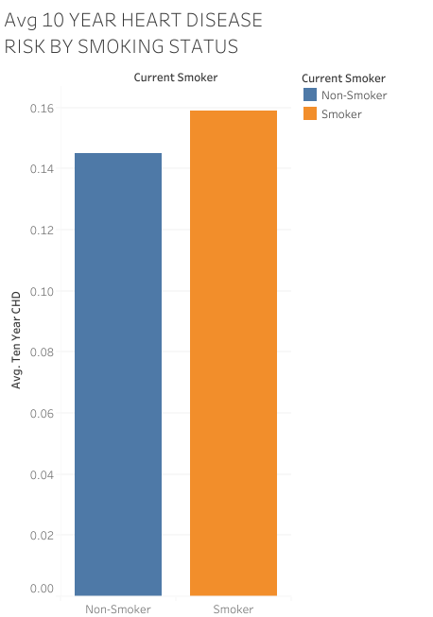 Avg 10 YEAR HEART DISEASE
RISK BY SMOKING STATUS
Current Smoker
Current Smoker
Non-Smoker
Smoker
0.16
0.14
0.12
0.10
0.08
0.06
0.04
0.02
0.00
Avg. Ten Year CHD
Non-Smoker
Smoker